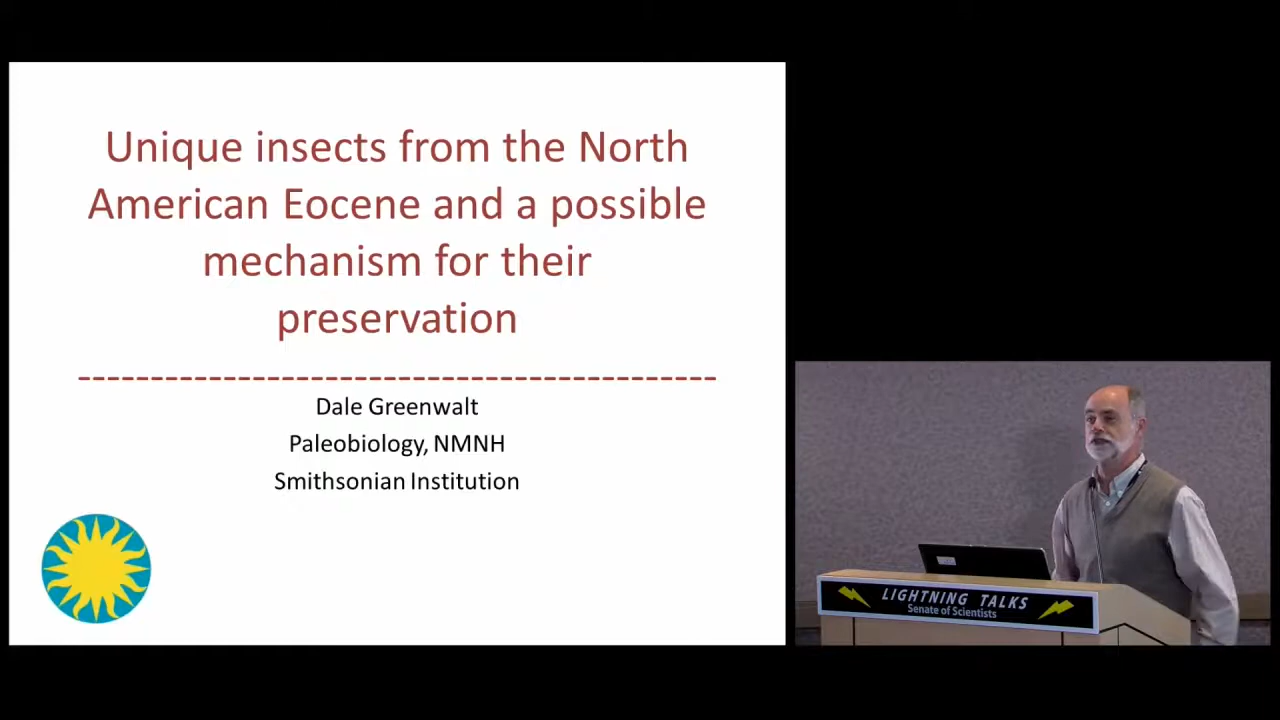 Unique insects from the North
American Eocene and a possible
mechanism for their
preservation
Dale Greenwalt
Paleobiology, NMNH
Smithsonian Institution
LIGHTNING TALKS
Senate of Scientists